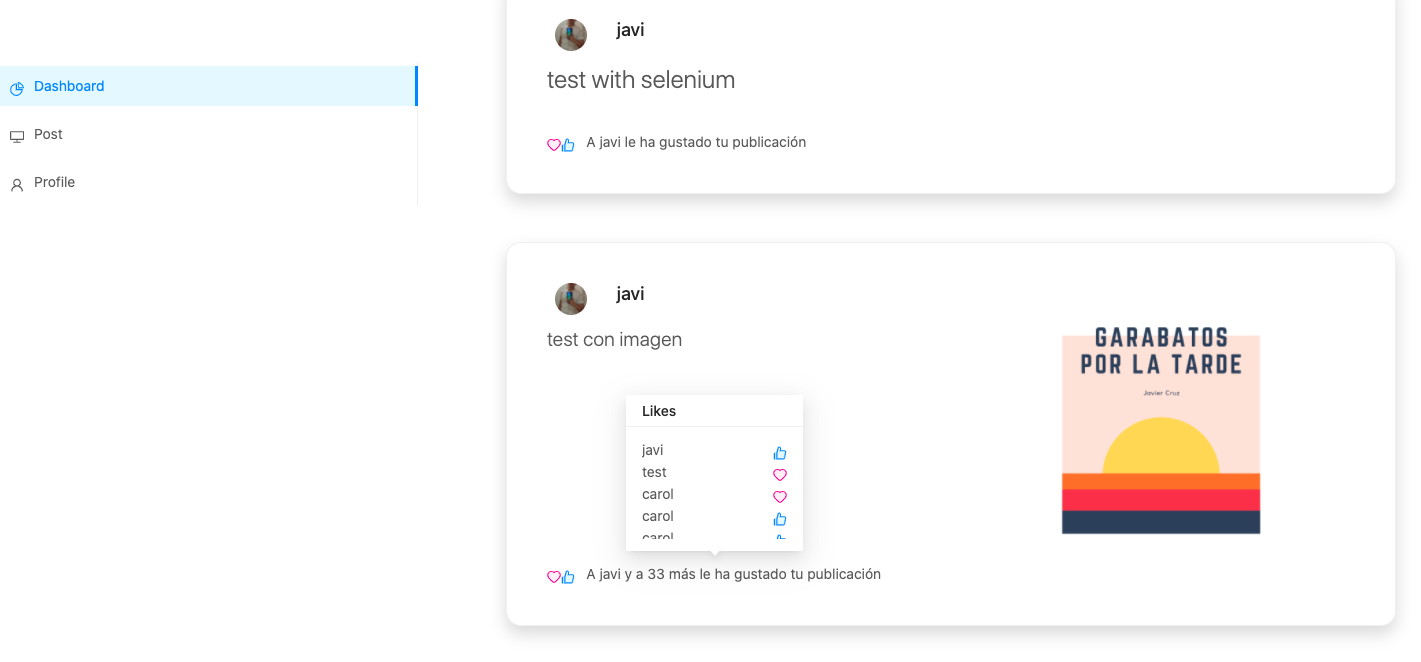 Dashboard
Post
Profile
javi
test with selenium
A javi le ha gustado tu publicación
javi
test con imagen
GARABATOS
POR LA TARDE
Javier Cruz
Likes
javi
test
carol
carol
carol
A javi y a 33 más le ha gustado tu publicación